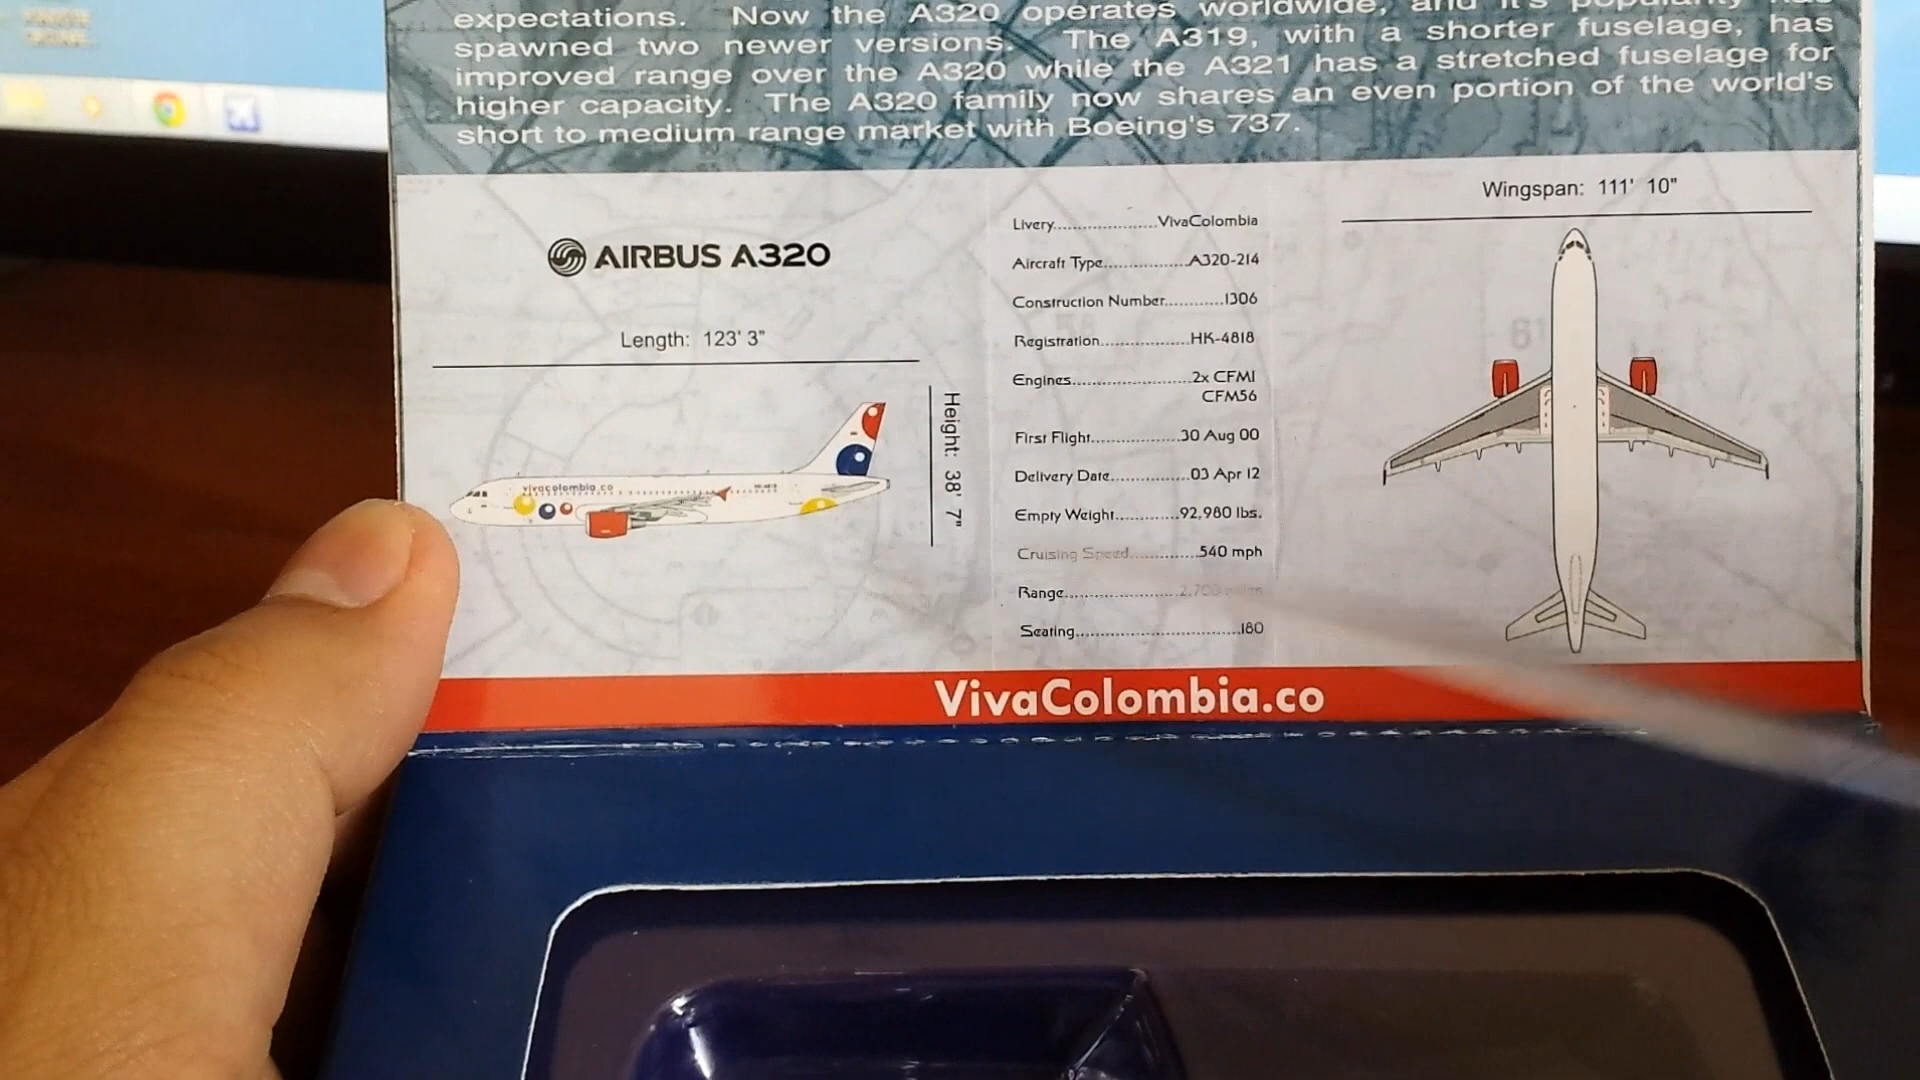 expectations. Now the A320 operates worldwide, and it's popularity has
spawned two newer versions. The A319, with a shorter fuselage, has
improved range over the A320 while the A321 has a stretched fuselage for
higher capacity. The A320 family now shares an even portion of the world's
short to medium range market with Boeing's 737.
AIRBUS A320
Length: 123' 3"
Height: 38' 7"
vivacolombia.co
Livery......................VivaColombia
Aircraft Type..................A320-214
Construction Number............1306
Registration...................HK-4818
Engines.........................2x CFMI
CFM56
First Flight...................30 Aug 00
Delivery Date.................03 Apr 12
Empty Weight.............92,980 lbs.
Cruising Speed..............540 mph
Range........................
Seating...................................180
Wingspan: 111' 10"
VivaColombia.co